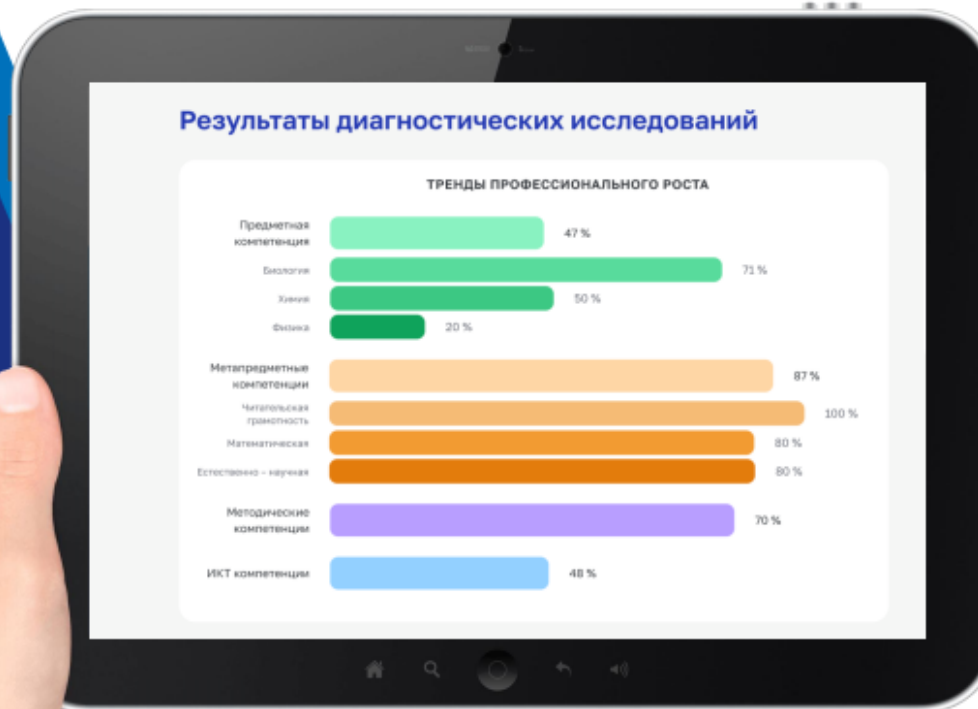 Результаты диагностических исследований
ТРЕНДЫ ПРОФЕССИОНАЛЬНОГО РОСТА
Предметная
компетенция
47 %
Биология
71 %
Химия
50 %
Физика
20 %
Метапредметные
компетенции
87 %
Читательская
грамотность
100 %
Математическая
80 %
Естественно – научная
80 %
Методические
компетенции
70 %
ИКТ компетенции
48 %